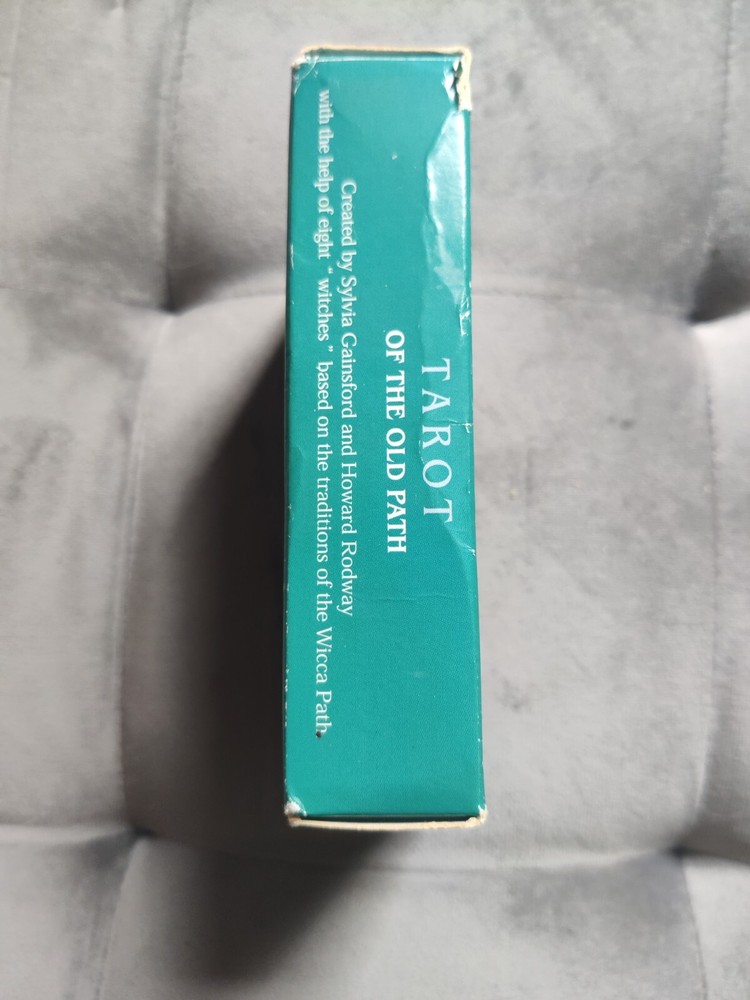 TAROT
OF THE OLD PATH
Created by Sylvia Gainsford and Howard Rodway
with the help of eight " witches " based on the traditions of the Wicca Path.